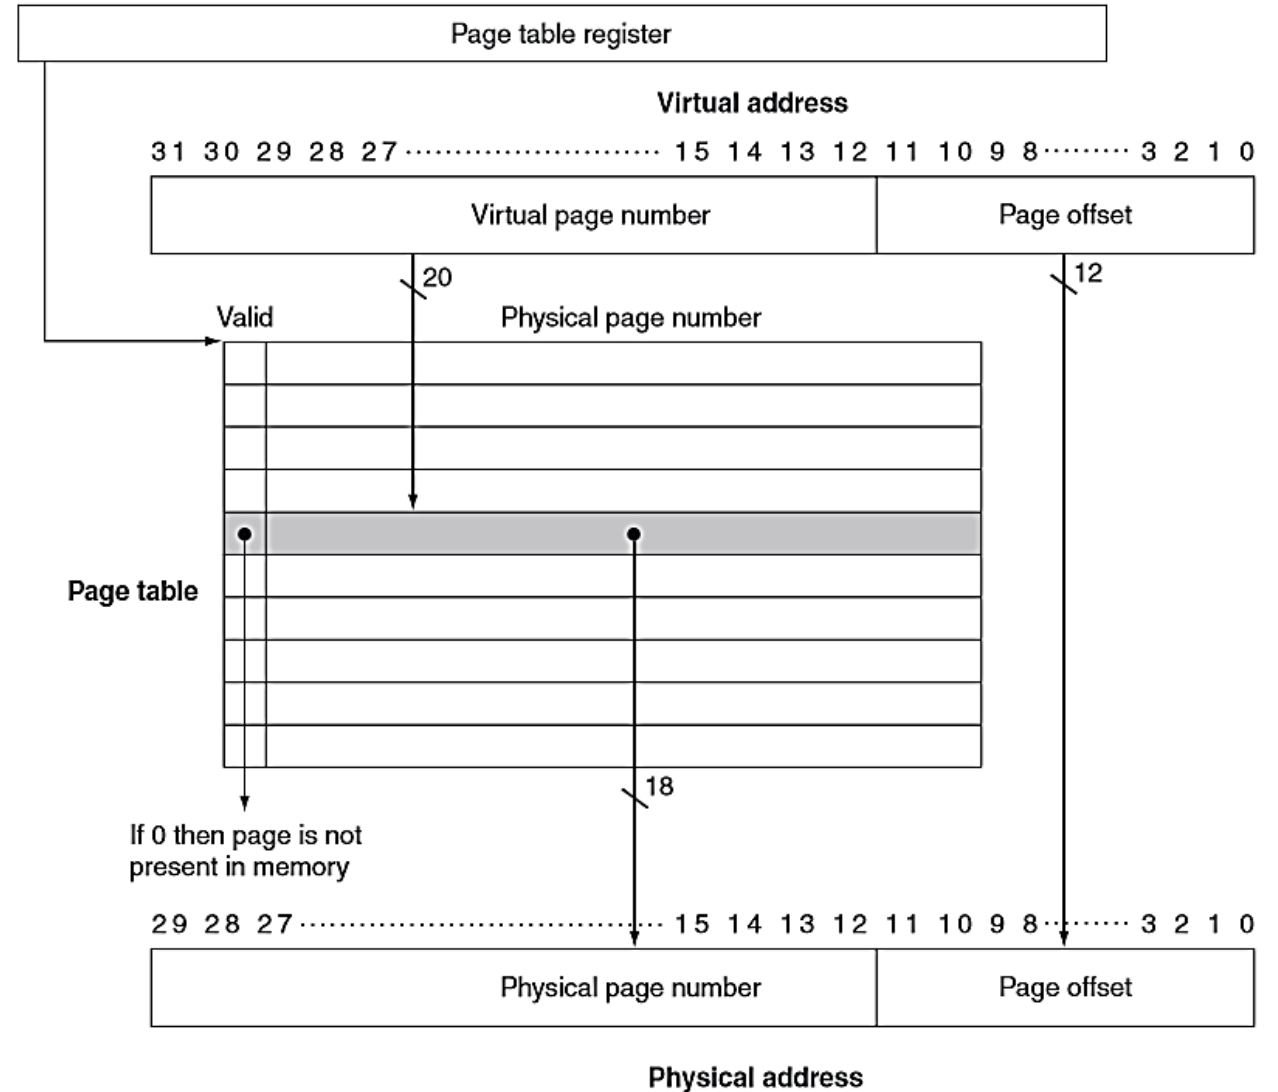 Page table register
Virtual address
31 30 29 28 27 ........................ 15 14 13 12 11 10 9 8 ......... 3 2 1 0
Virtual page number Page offset
20 12
Valid Physical page number
Page table
18
If 0 then page is not
present in memory
29 28 27 .................................. 15 14 13 12 11 10 9 8 ........ 3 2 1 0
Physical page number Page offset
Physical address